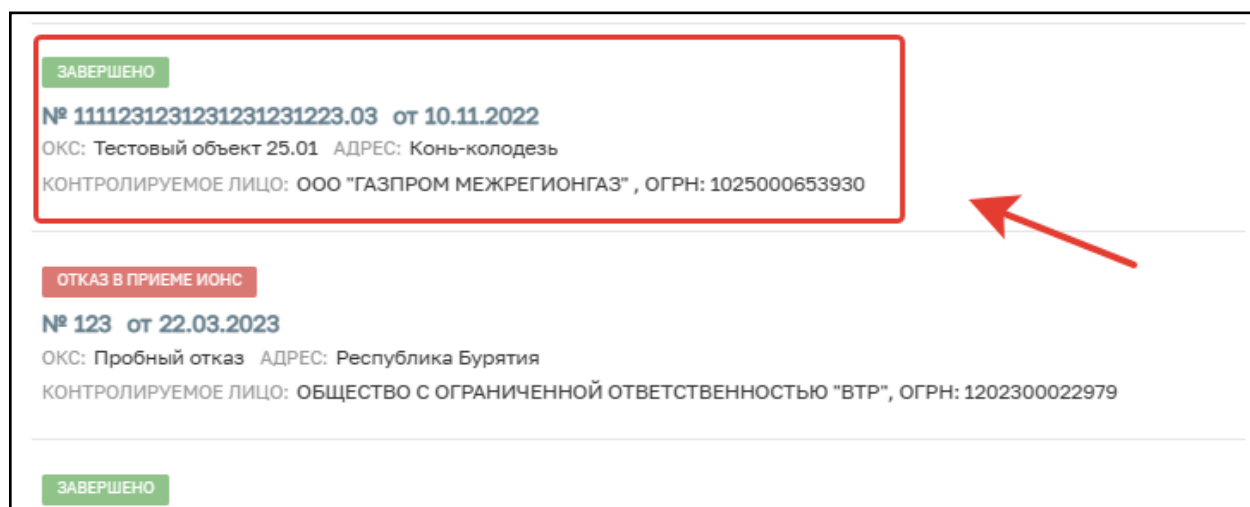 ЗАВЕРШЕНО
№ 1111231231231231231223.03 от 10.11.2022
ОКС: Тестовый объект 25.01 АДРЕС: Конь-колодезь
КОНТРОЛИРУЕМОЕ ЛИЦО: ООО "ГАЗПРОМ МЕЖРЕГИОНГАЗ" , ОГРН: 1025000653930
ОТКАЗ В ПРИЕМЕ ИОНС
№ 123 от 22.03.2023
ОКС: Пробный отказ АДРЕС: Республика Бурятия
КОНТРОЛИРУЕМОЕ ЛИЦО: ОБЩЕСТВО С ОГРАНИЧЕННОЙ ОТВЕТСТВЕННОСТЬЮ "ВТР", ОГРН: 1202300022979
ЗАВЕРШЕНО